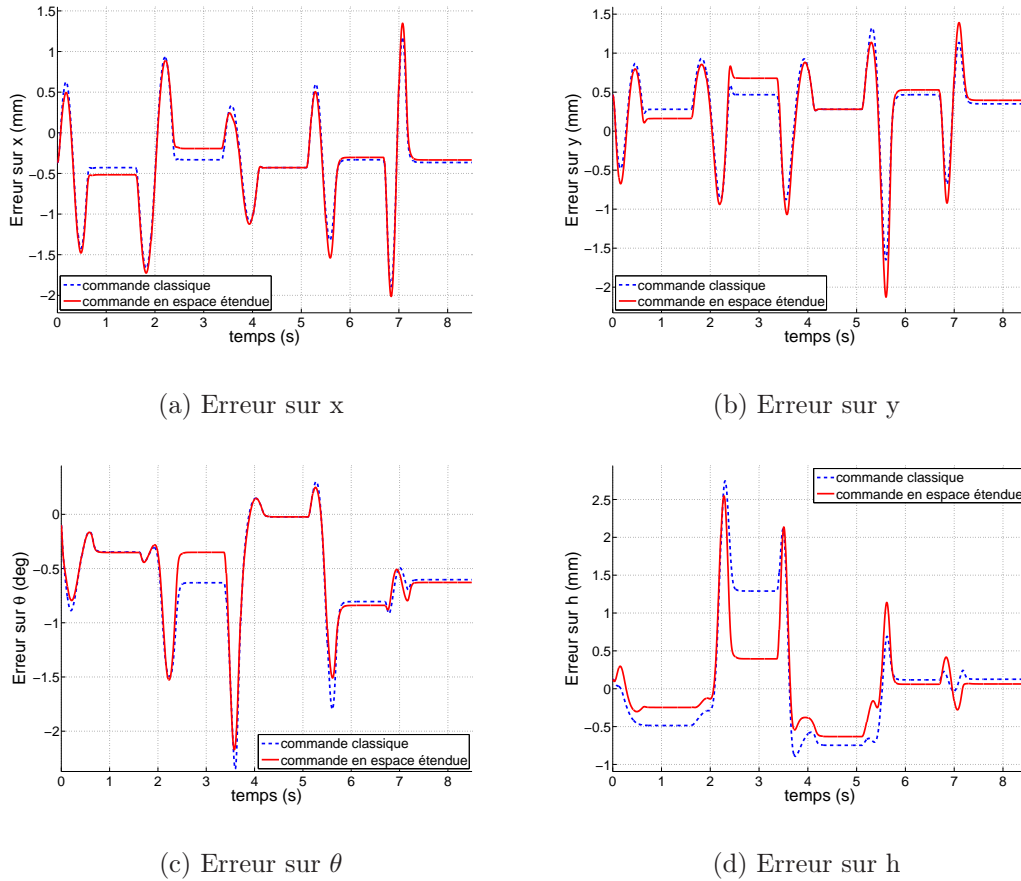 1.5
1
0.5
0
−0.5
−1
−1.5
−2
Erreur sur x (mm)
commande classique
commande en espace étendue
0 1 2 3 4 5 6 7 8
temps (s)
(a) Erreur sur x
1.5
1
0.5
0
−0.5
−1
−1.5
−2
Erreur sur y (mm)
commande classique
commande en espace étendue
0 1 2 3 4 5 6 7 8
temps (s)
(b) Erreur sur y
0
−0.5
−1
−1.5
−2
Erreur sur θ (deg)
commande classique
commande en espace étendue
0 1 2 3 4 5 6 7 8
temps (s)
(c) Erreur sur θ
commande classique
commande en espace étendue
2.5
2
1.5
1
0.5
0
−0.5
−1
Erreur sur h (mm)
0 1 2 3 4 5 6 7 8
temps (s)
(d) Erreur sur h